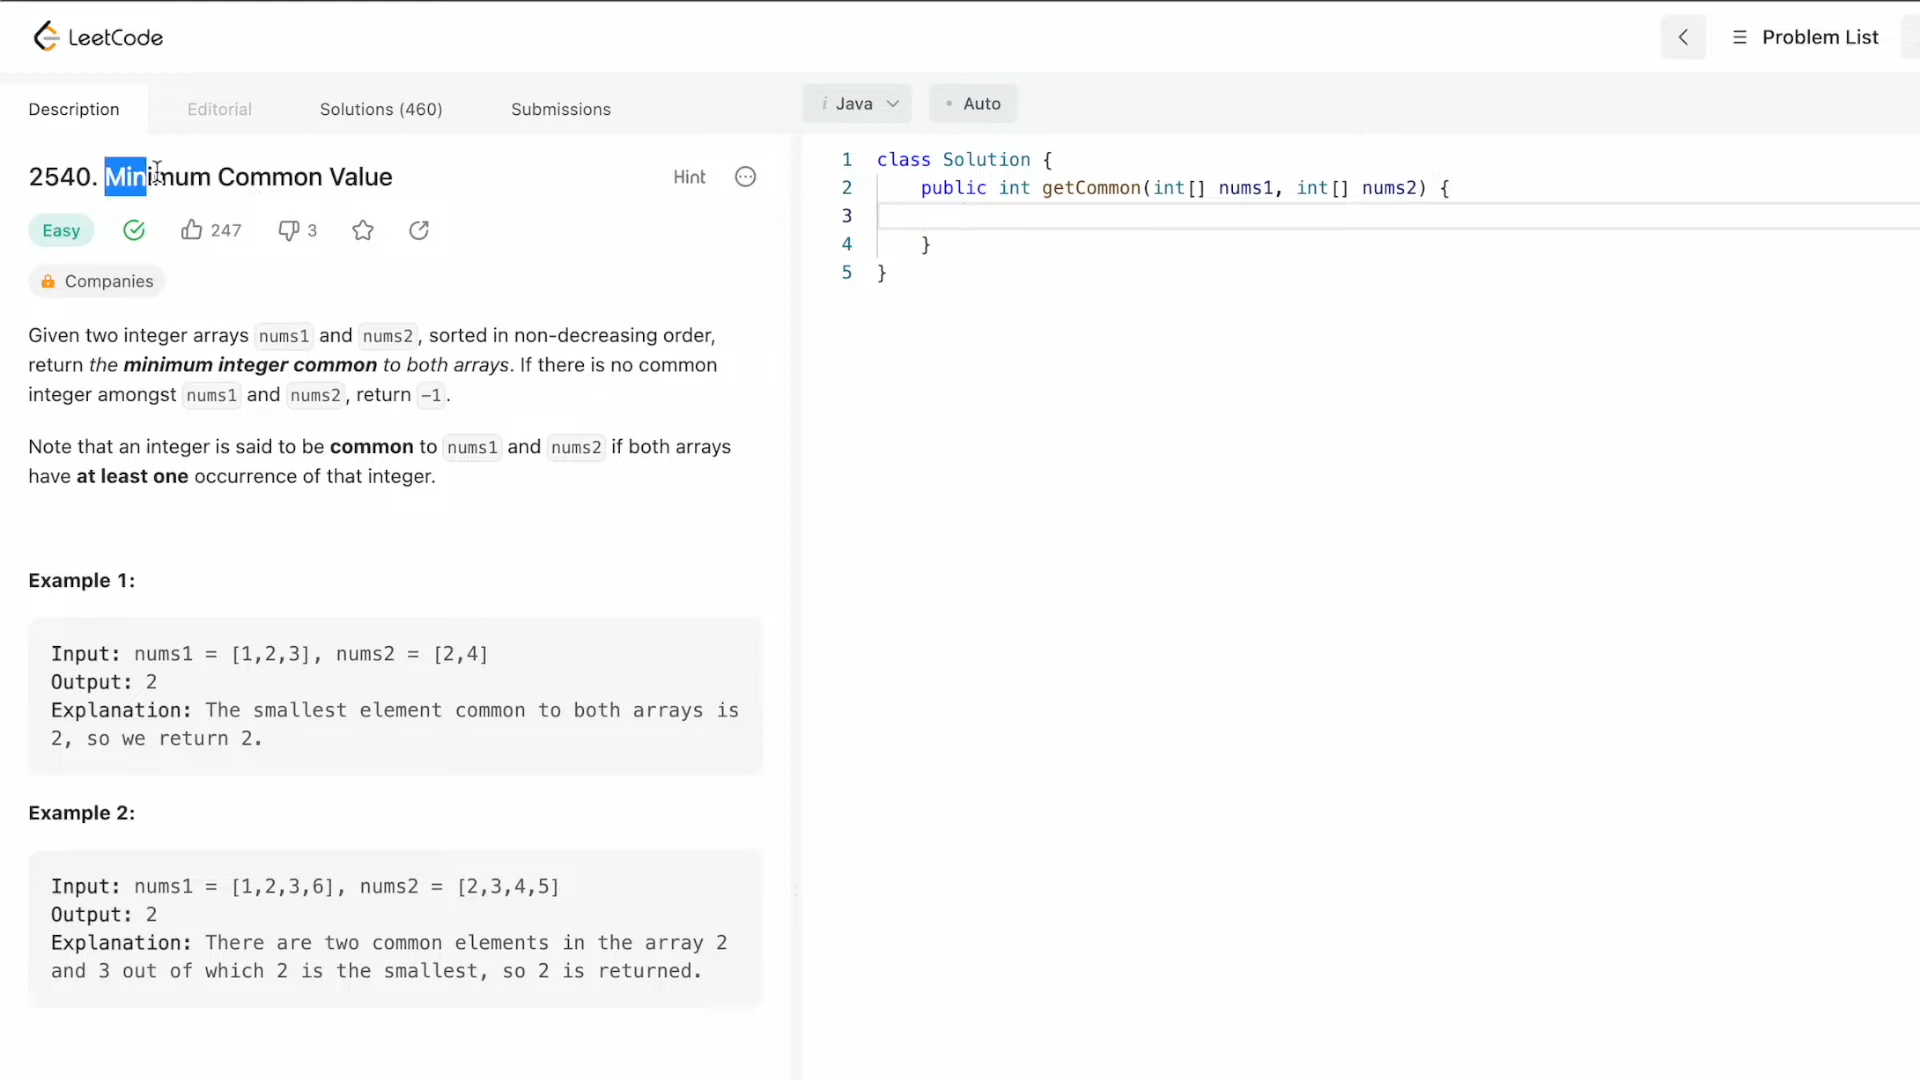 LeetCode
Problem List
Description Editorial Solutions (460) Submissions
i Java • Auto
2540. Minimum Common Value
Hint
Easy 247 3
Companies
Given two integer arrays nums1 and nums2, sorted in non-decreasing order,
return the minimum integer common to both arrays. If there is no common
integer amongst nums1 and nums2, return -1.
Note that an integer is said to be common to nums1 and nums2 if both arrays
have at least one occurrence of that integer.
Example 1:
Input: nums1 = [1,2,3], nums2 = [2,4]
Output: 2
Explanation: The smallest element common to both arrays is
2, so we return 2.
Example 2:
Input: nums1 = [1,2,3,6], nums2 = [2,3,4,5]
Output: 2
Explanation: There are two common elements in the array 2
and 3 out of which 2 is the smallest, so 2 is returned.
1 class Solution {
2 public int getCommon(int[] nums1, int[] nums2) {
3
4 }
5 }